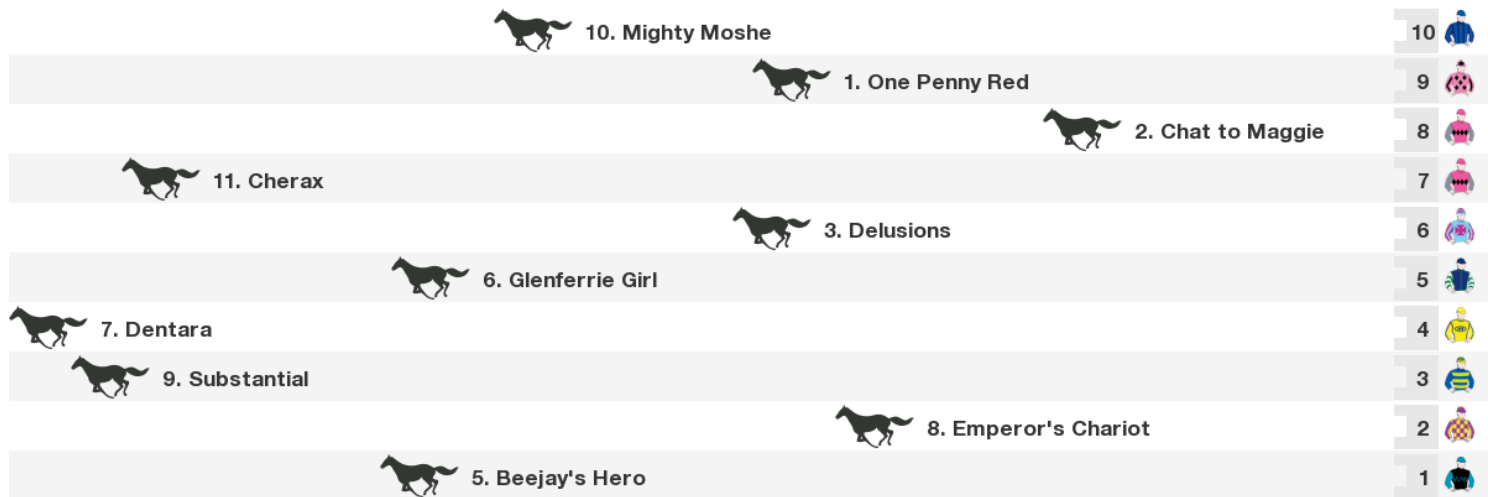 10. Mighty Moshe 10
1. One Penny Red 9
2. Chat to Maggie 8
11. Cherax 7
3. Delusions 6
6. Glenferrie Girl 5
7. Dentara 4
9. Substantial 3
8. Emperor's Chariot 2
5. Beejay's Hero 1